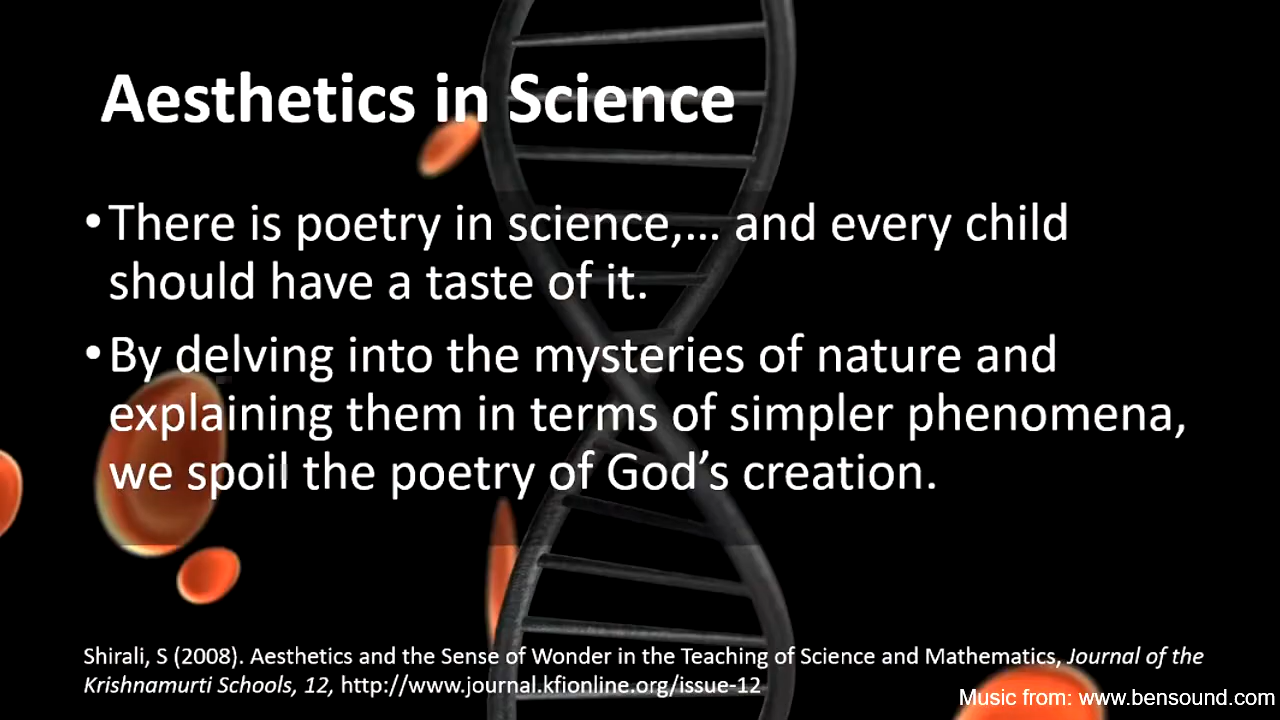 Aesthetics in Science
•There is poetry in science,... and every child
should have a taste of it.
•By delving into the mysteries of nature and
explaining them in terms of simpler phenomena,
we spoil the poetry of God's creation.
Shirali, S (2008). Aesthetics and the Sense of Wonder in the Teaching of Science and Mathematics, Journal of the
Krishnamurti Schools, 12, http://www.journal.kfionline.org/issue-12
Music from: www.bensound.com